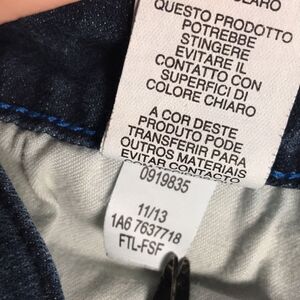 CHIARO
QUESTO PRODOTTO
POTREBBE
STINGERE
EVITARE IL
CONTATTO CON
SUPERFICI DI
COLORE CHIARO
A COR DESTE
PRODUTO PODE
TRANSFERIR PARA
OUTROS MATERIAIS
EVITAR CONTACTO
0919835
11/13
1A6 7637718
FTL-FSF